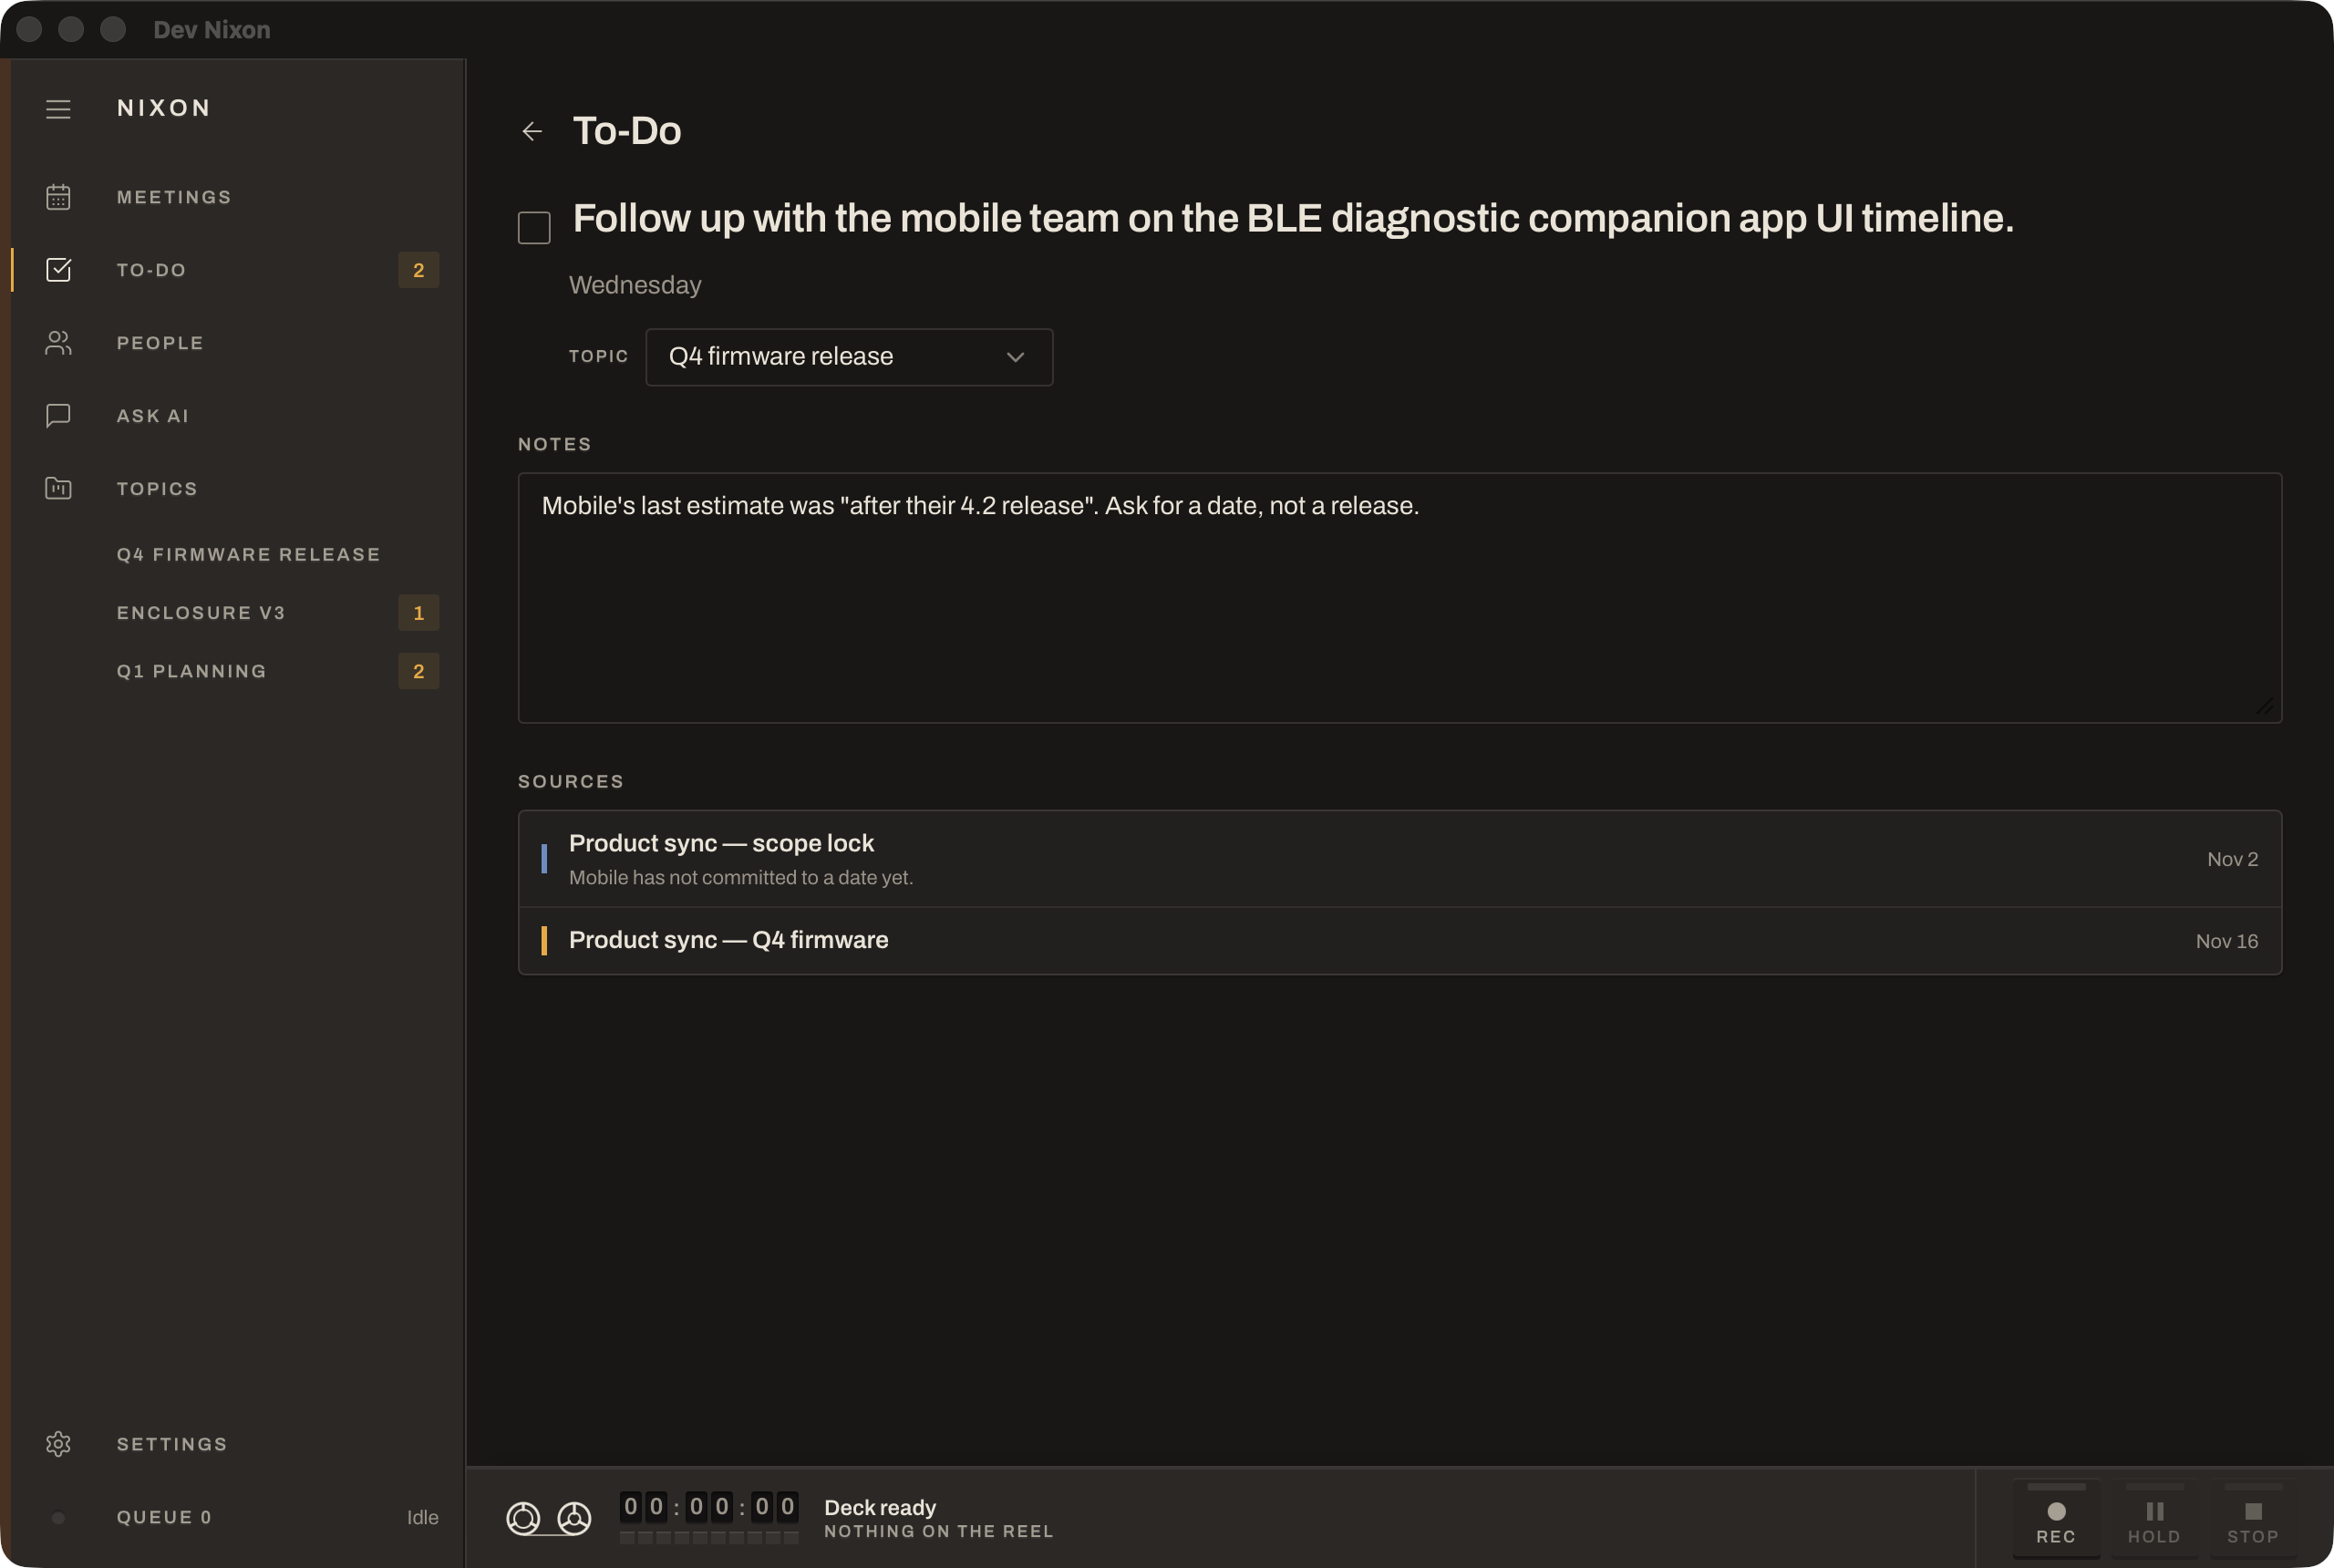 Dev Nixon
NIXON
MEETINGS
TO-DO 2
PEOPLE
ASK AI
TOPICS
Q4 FIRMWARE RELEASE
ENCLOSURE V3 1
Q1 PLANNING 2
SETTINGS
QUEUE 0 Idle
To-Do
Follow up with the mobile team on the BLE diagnostic companion app UI timeline.
Wednesday
TOPIC Q4 firmware release
NOTES
Mobile's last estimate was "after their 4.2 release". Ask for a date, not a release.
SOURCES
Product sync — scope lock
Mobile has not committed to a date yet.
Nov 2
Product sync — Q4 firmware
Nov 16
00:00:00
Deck ready
NOTHING ON THE REEL
REC HOLD STOP